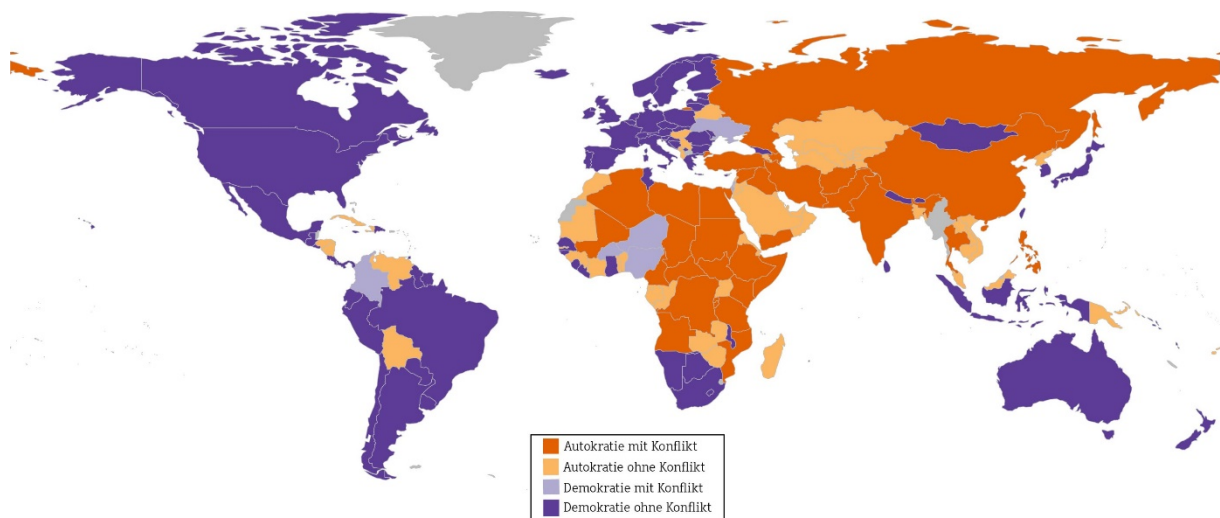 Autokratie mit Konflikt
Autokratie ohne Konflikt
Demokratie mit Konflikt
Demokratie ohne Konflikt